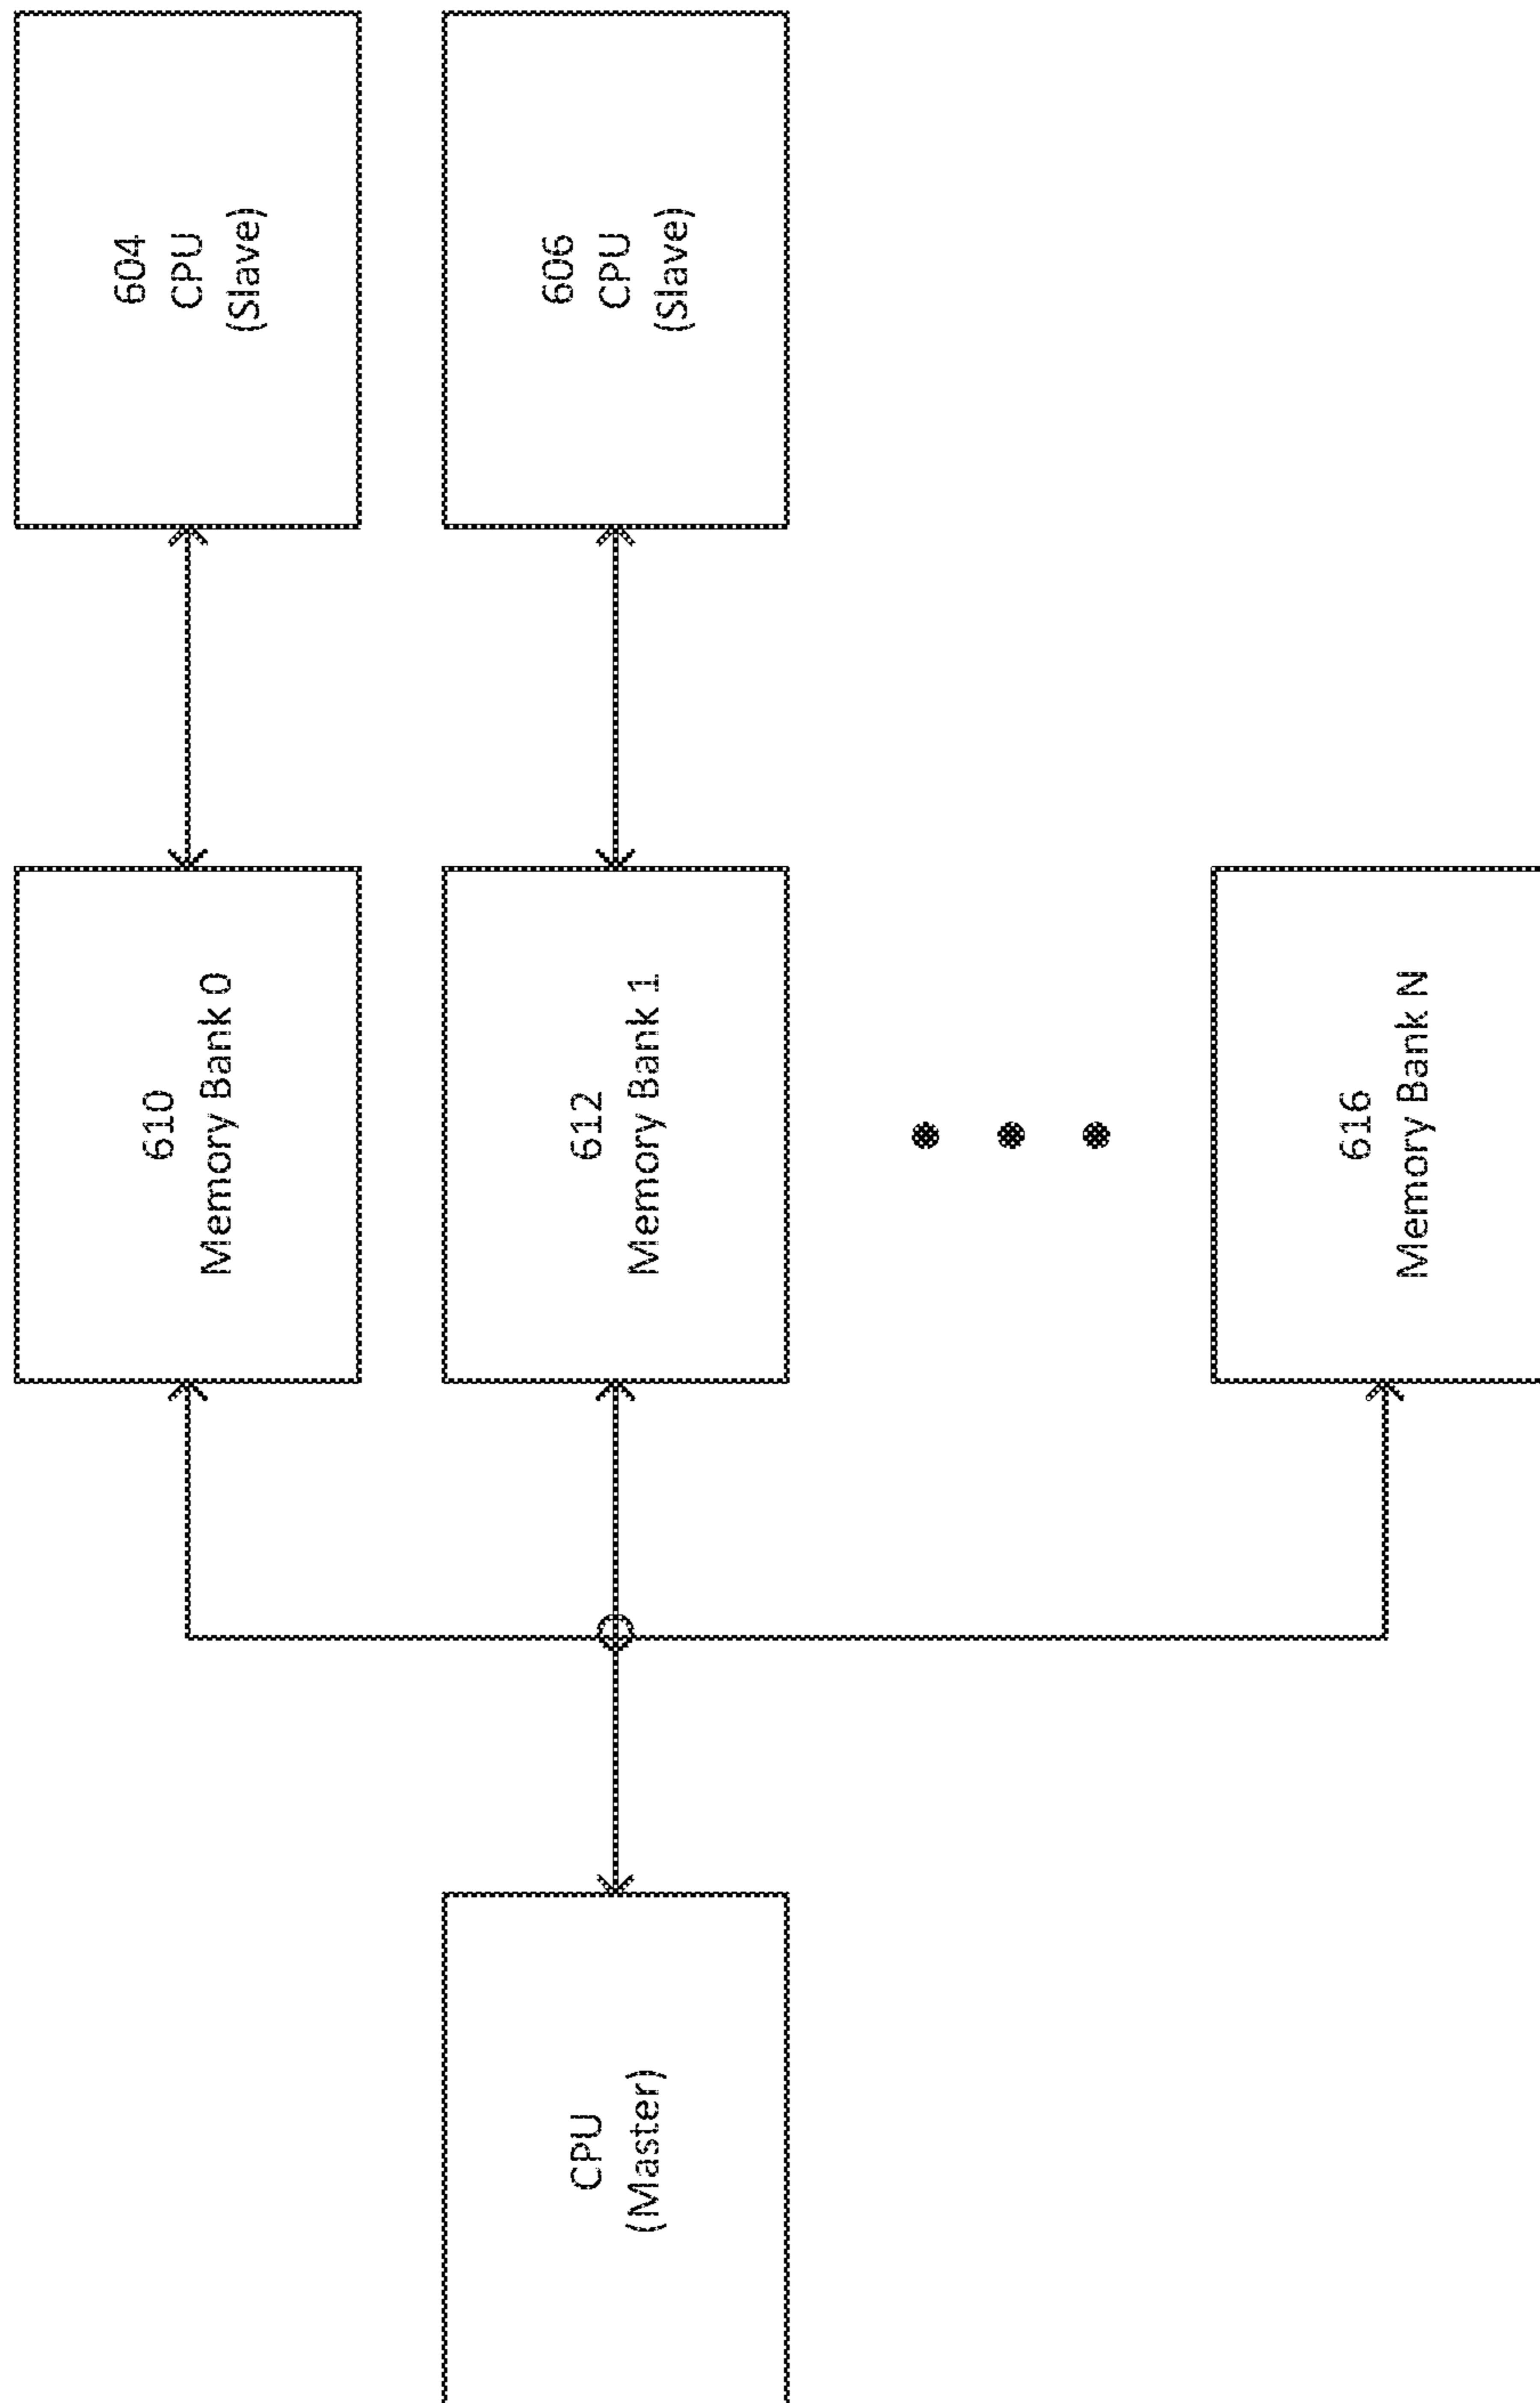 CPU
(Master)
610
Memory Bank 0
604
CPU
(Slave)
612
Memory Bank 1
606
CPU
(Slave)
616
Memory Bank N